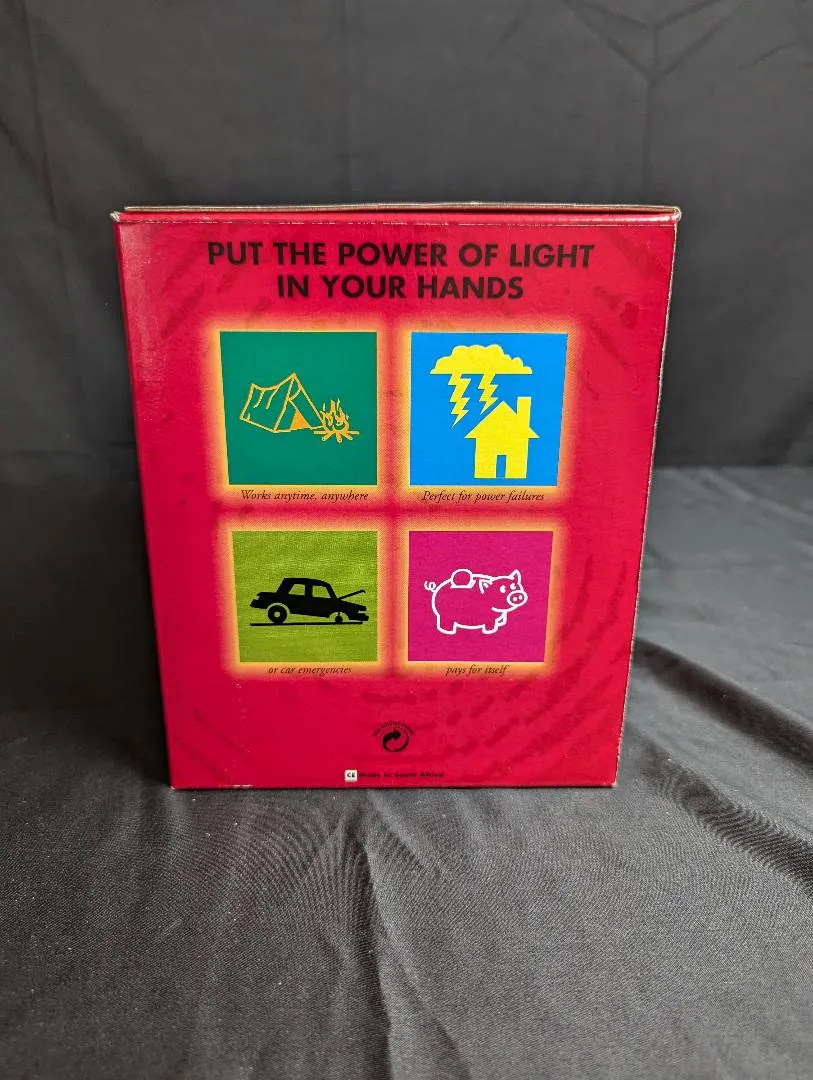 PUT THE POWER OF LIGHT
IN YOUR HANDS
Works anytime, anywhere
Perfect for power failures
or car emergencies
pays for itself
CE Made in South Africa